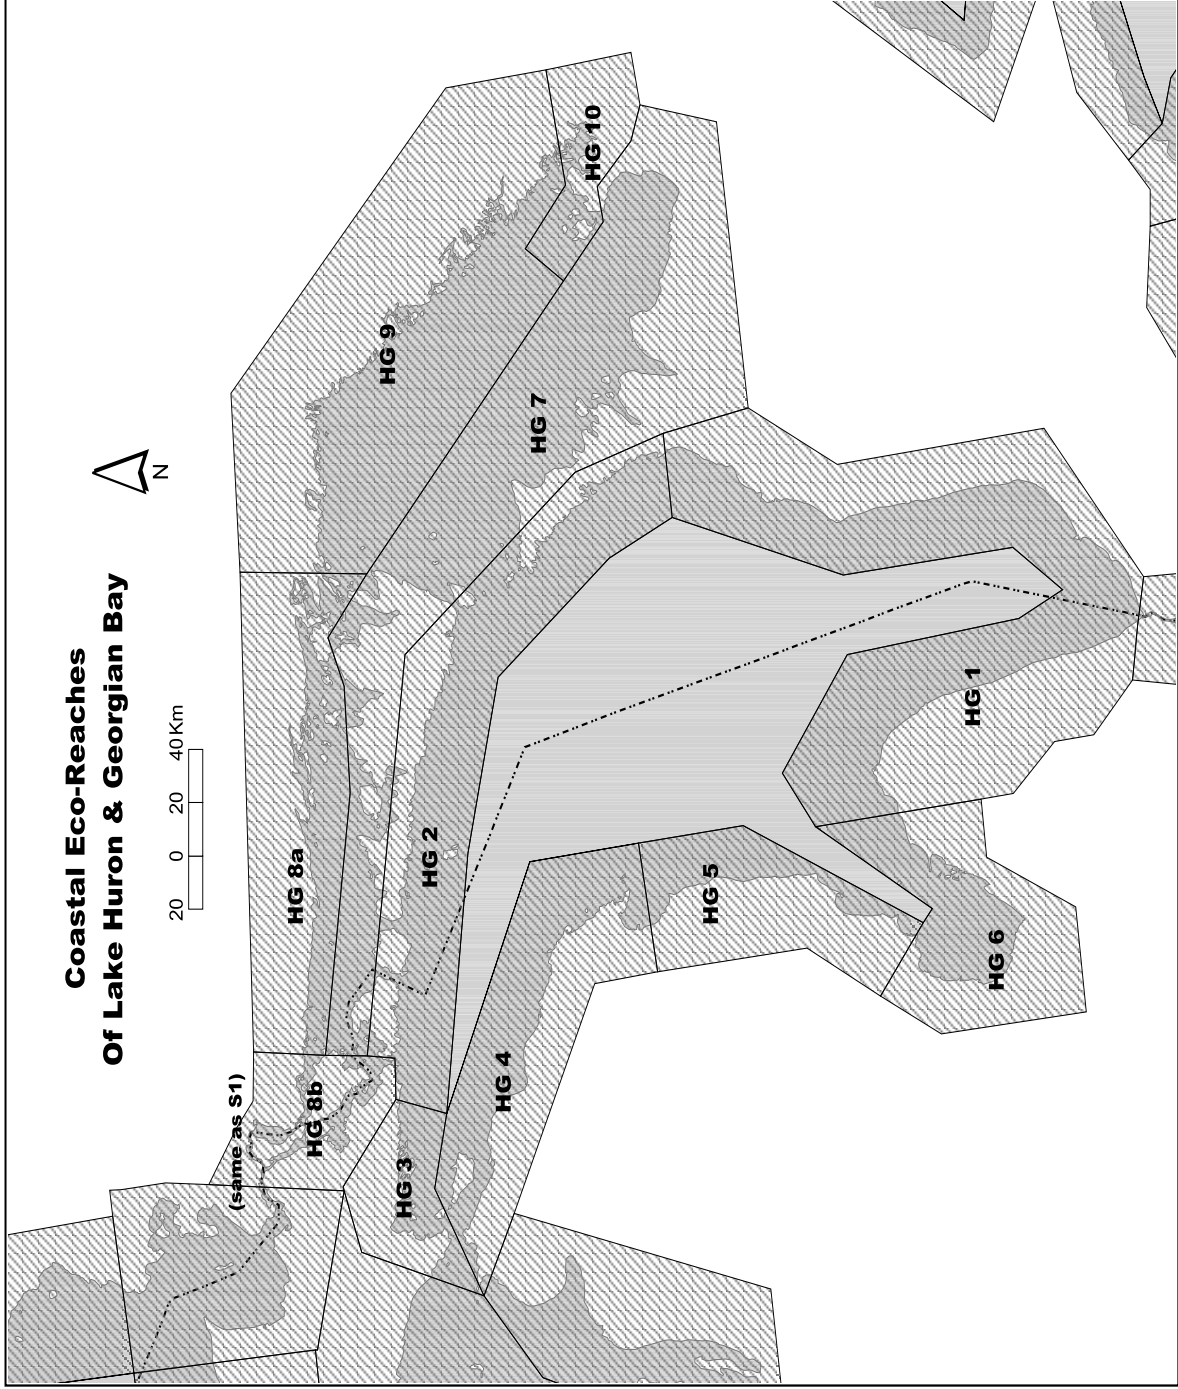 Coastal Eco-Reaches
Of Lake Huron & Georgian Bay
N
20 0 20 40 Km
(same as S1)
HG 8b
HG 8a
HG 9
HG 10
HG 3
HG 2
HG 7
HG 4
HG 5
HG 6
HG 1